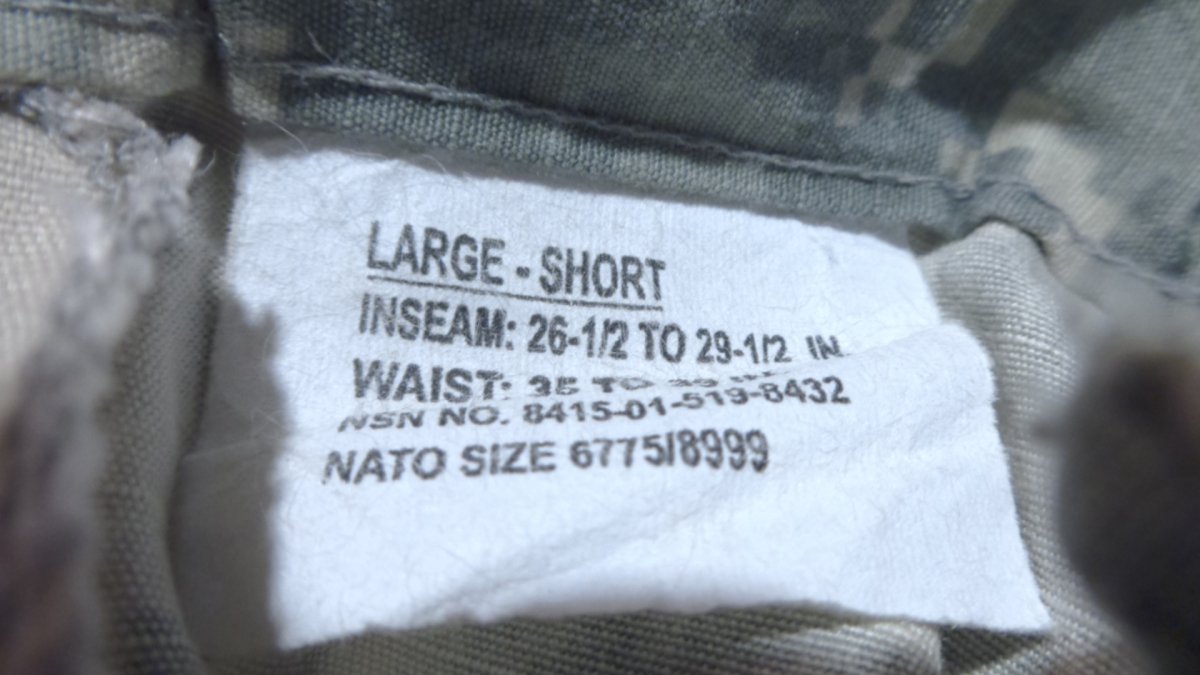 LARGE - SHORT
INSEAM: 26-1/2 TO 29-1/2 IN
WAIST: 35 TO
NSN NO. 8415-01-519-8432
NATO SIZE 6775/8999